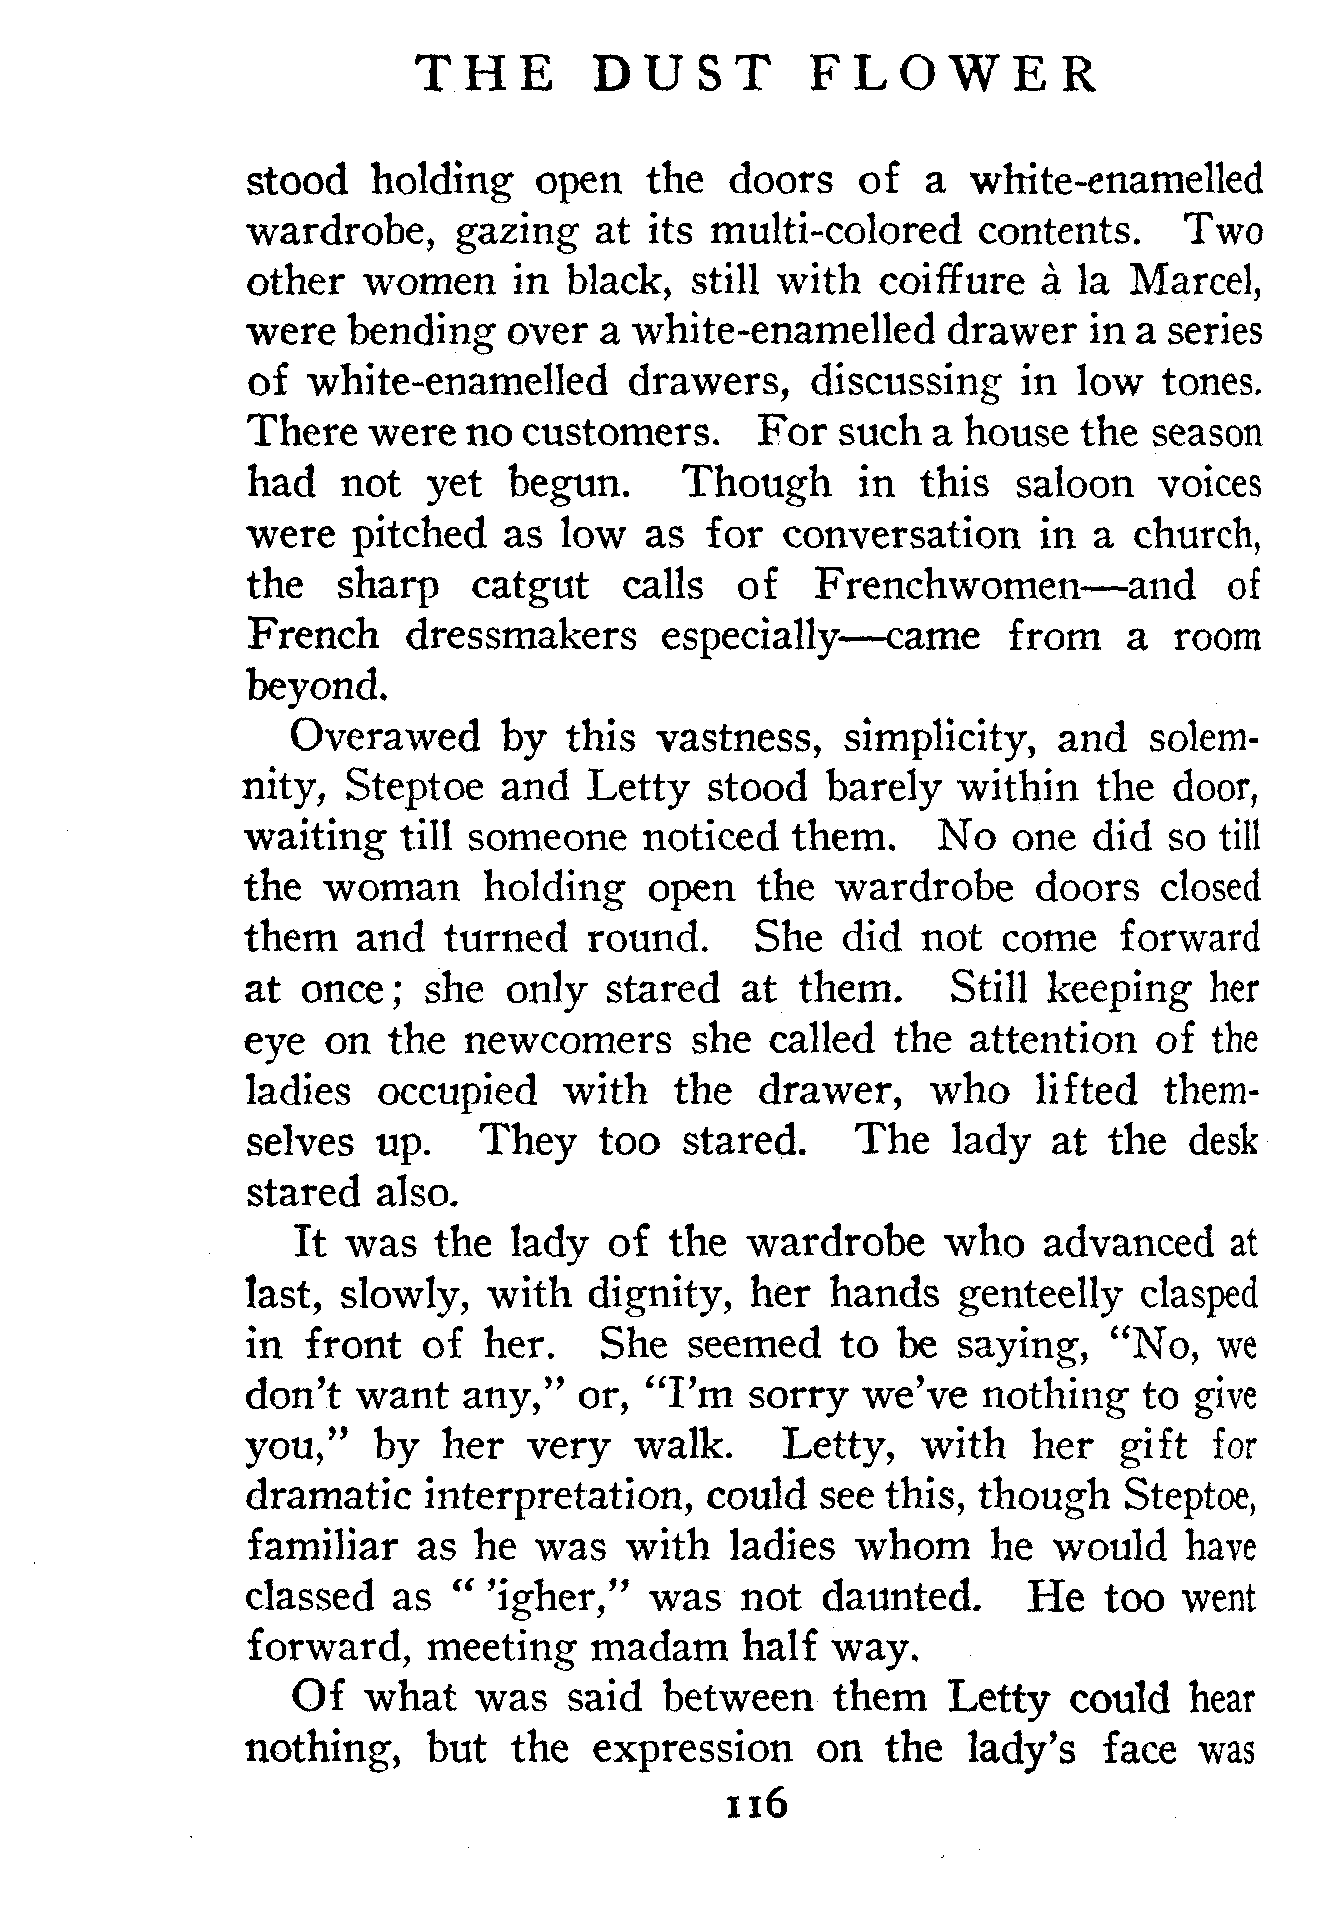 THE DUST FLOWER
stood holding open the doors of a white-enamelled
wardrobe, gazing at its multi-colored contents. Two
other women in black, still with coiffure à la Marcel,
were bending over a white-enamelled drawer in a series
of white-enamelled drawers, discussing in low tones.
There were no customers. For such a house the season
had not yet begun. Though in this saloon voices
were pitched as low as for conversation in a church,
the sharp catgut calls of Frenchwomen—and of
French dressmakers especially—came from a room
beyond.
Overawed by this vastness, simplicity, and solem-
nity, Steptoe and Letty stood barely within the door,
waiting till someone noticed them. No one did so till
the woman holding open the wardrobe doors closed
them and turned round. She did not come forward
at once; she only stared at them. Still keeping her
eye on the newcomers she called the attention of the
ladies occupied with the drawer, who lifted them-
selves up. They too stared. The lady at the desk
stared also.
It was the lady of the wardrobe who advanced at
last, slowly, with dignity, her hands genteelly clasped
in front of her. She seemed to be saying, “No, we
don't want any,” or, “I'm sorry we've nothing to give
you,” by her very walk. Letty, with her gift for
dramatic interpretation, could see this, though Steptoe,
familiar as he was with ladies whom he would have
classed as “ 'igher,” was not daunted. He too went
forward, meeting madam half way.
Of what was said between them Letty could hear
nothing, but the expression on the lady's face was
116